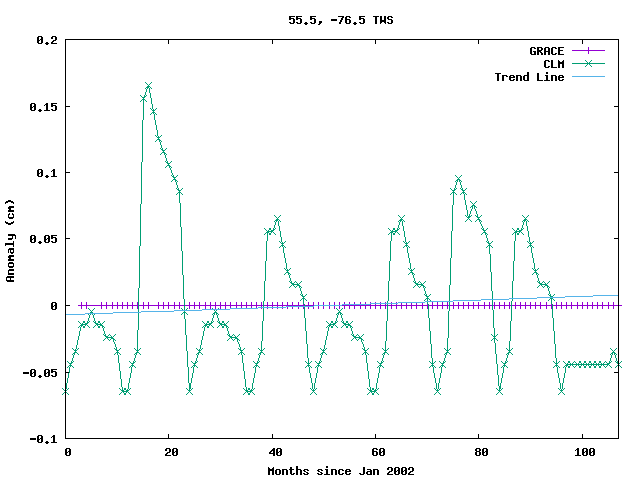 55.5, -76.5 TWS
GRACE
CLM
Trend Line
Anomaly (cm)
0.2
0.15
0.1
0.05
0
-0.05
-0.1
0 20 40 60 80 100
Months since Jan 2002